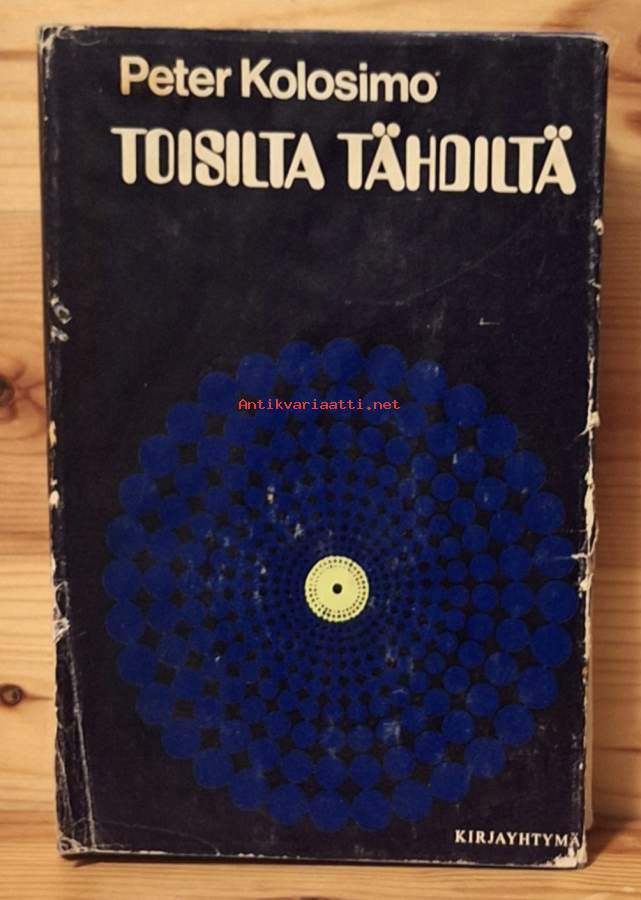 Peter Kolosimo
TOISILTA TÄHDILTÄ
Antikvariaatti.net
KIRJAYHTYMÄ